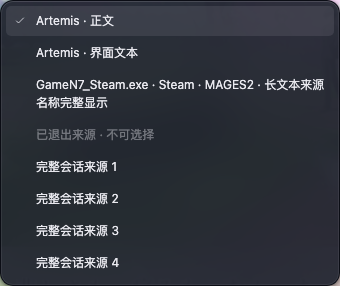 Artemis · 正文
Artemis · 界面文本
GameN7_Steam.exe · Steam · MAGES2 · 长文本来源
名称完整显示
已退出来源 · 不可选择
完整会话来源 1
完整会话来源 2
完整会话来源 3
完整会话来源 4